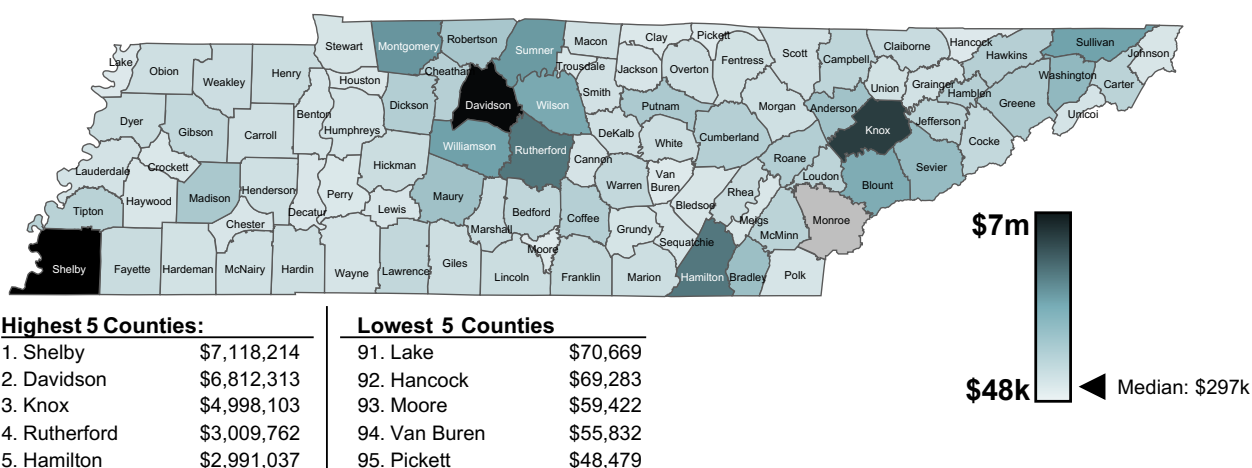 Stewart
Montgomery
Robertson
Sumner
Macon
Clay
Pickett
Scott
Campbell
Claiborne
Hancock
Hawkins
Sullivan
Johnson
Lake
Obion
Weakley
Henry
Houston
Cheatham
Trousdale
Jackson
Overton
Fentress
Union
Grainger
Hamblen
Washington
Carter
Dickson
Davidson
Wilson
Smith
Putnam
Morgan
Anderson
Knox
Jefferson
Greene
Unicoi
Dyer
Gibson
Carroll
Benton
Humphreys
Williamson
Rutherford
DeKalb
White
Cumberland
Cocke
Lauderdale
Crockett
Hickman
Cannon
Roane
Loudon
Sevier
Blount
Tipton
Haywood
Madison
Henderson
Decatur
Perry
Lewis
Maury
Bedford
Coffee
Warren
Van
Buren
Bledsoe
Rhea
Meigs
McMinn
Monroe
Chester
Marshall
Moore
Grundy
Sequatchie
Shelby
Fayette
Hardeman
McNairy
Hardin
Wayne
Lawrence
Giles
Lincoln
Franklin
Marion
Hamilton
Bradley
Polk
$7m
$48k
Median: $297k
Highest 5 Counties:
1. Shelby $7,118,214
2. Davidson $6,812,313
3. Knox $4,998,103
4. Rutherford $3,009,762
5. Hamilton $2,991,037
Lowest 5 Counties
91. Lake $70,669
92. Hancock $69,283
93. Moore $59,422
94. Van Buren $55,832
95. Pickett $48,479